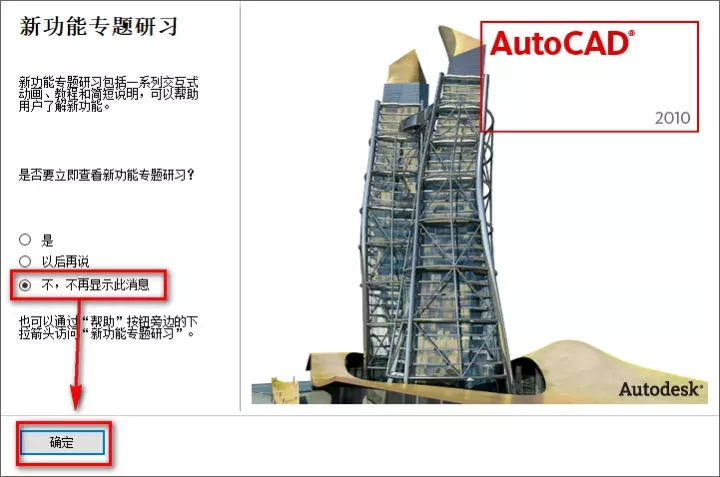 新功能专题研习
新功能专题研习包括一系列交互式
动画、教程和简短说明，可以帮助
用户了解新功能。
是否要立即查看新功能专题研习？
是
以后再说
不，不再显示此消息
也可以通过“帮助”按钮旁边的下
拉箭头访问“新功能专题研习”。
确定
AutoCAD®
2010
Autodesk®